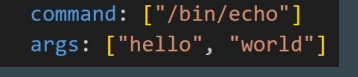 command: ["/bin/echo"]
args: ["hello", "world"]